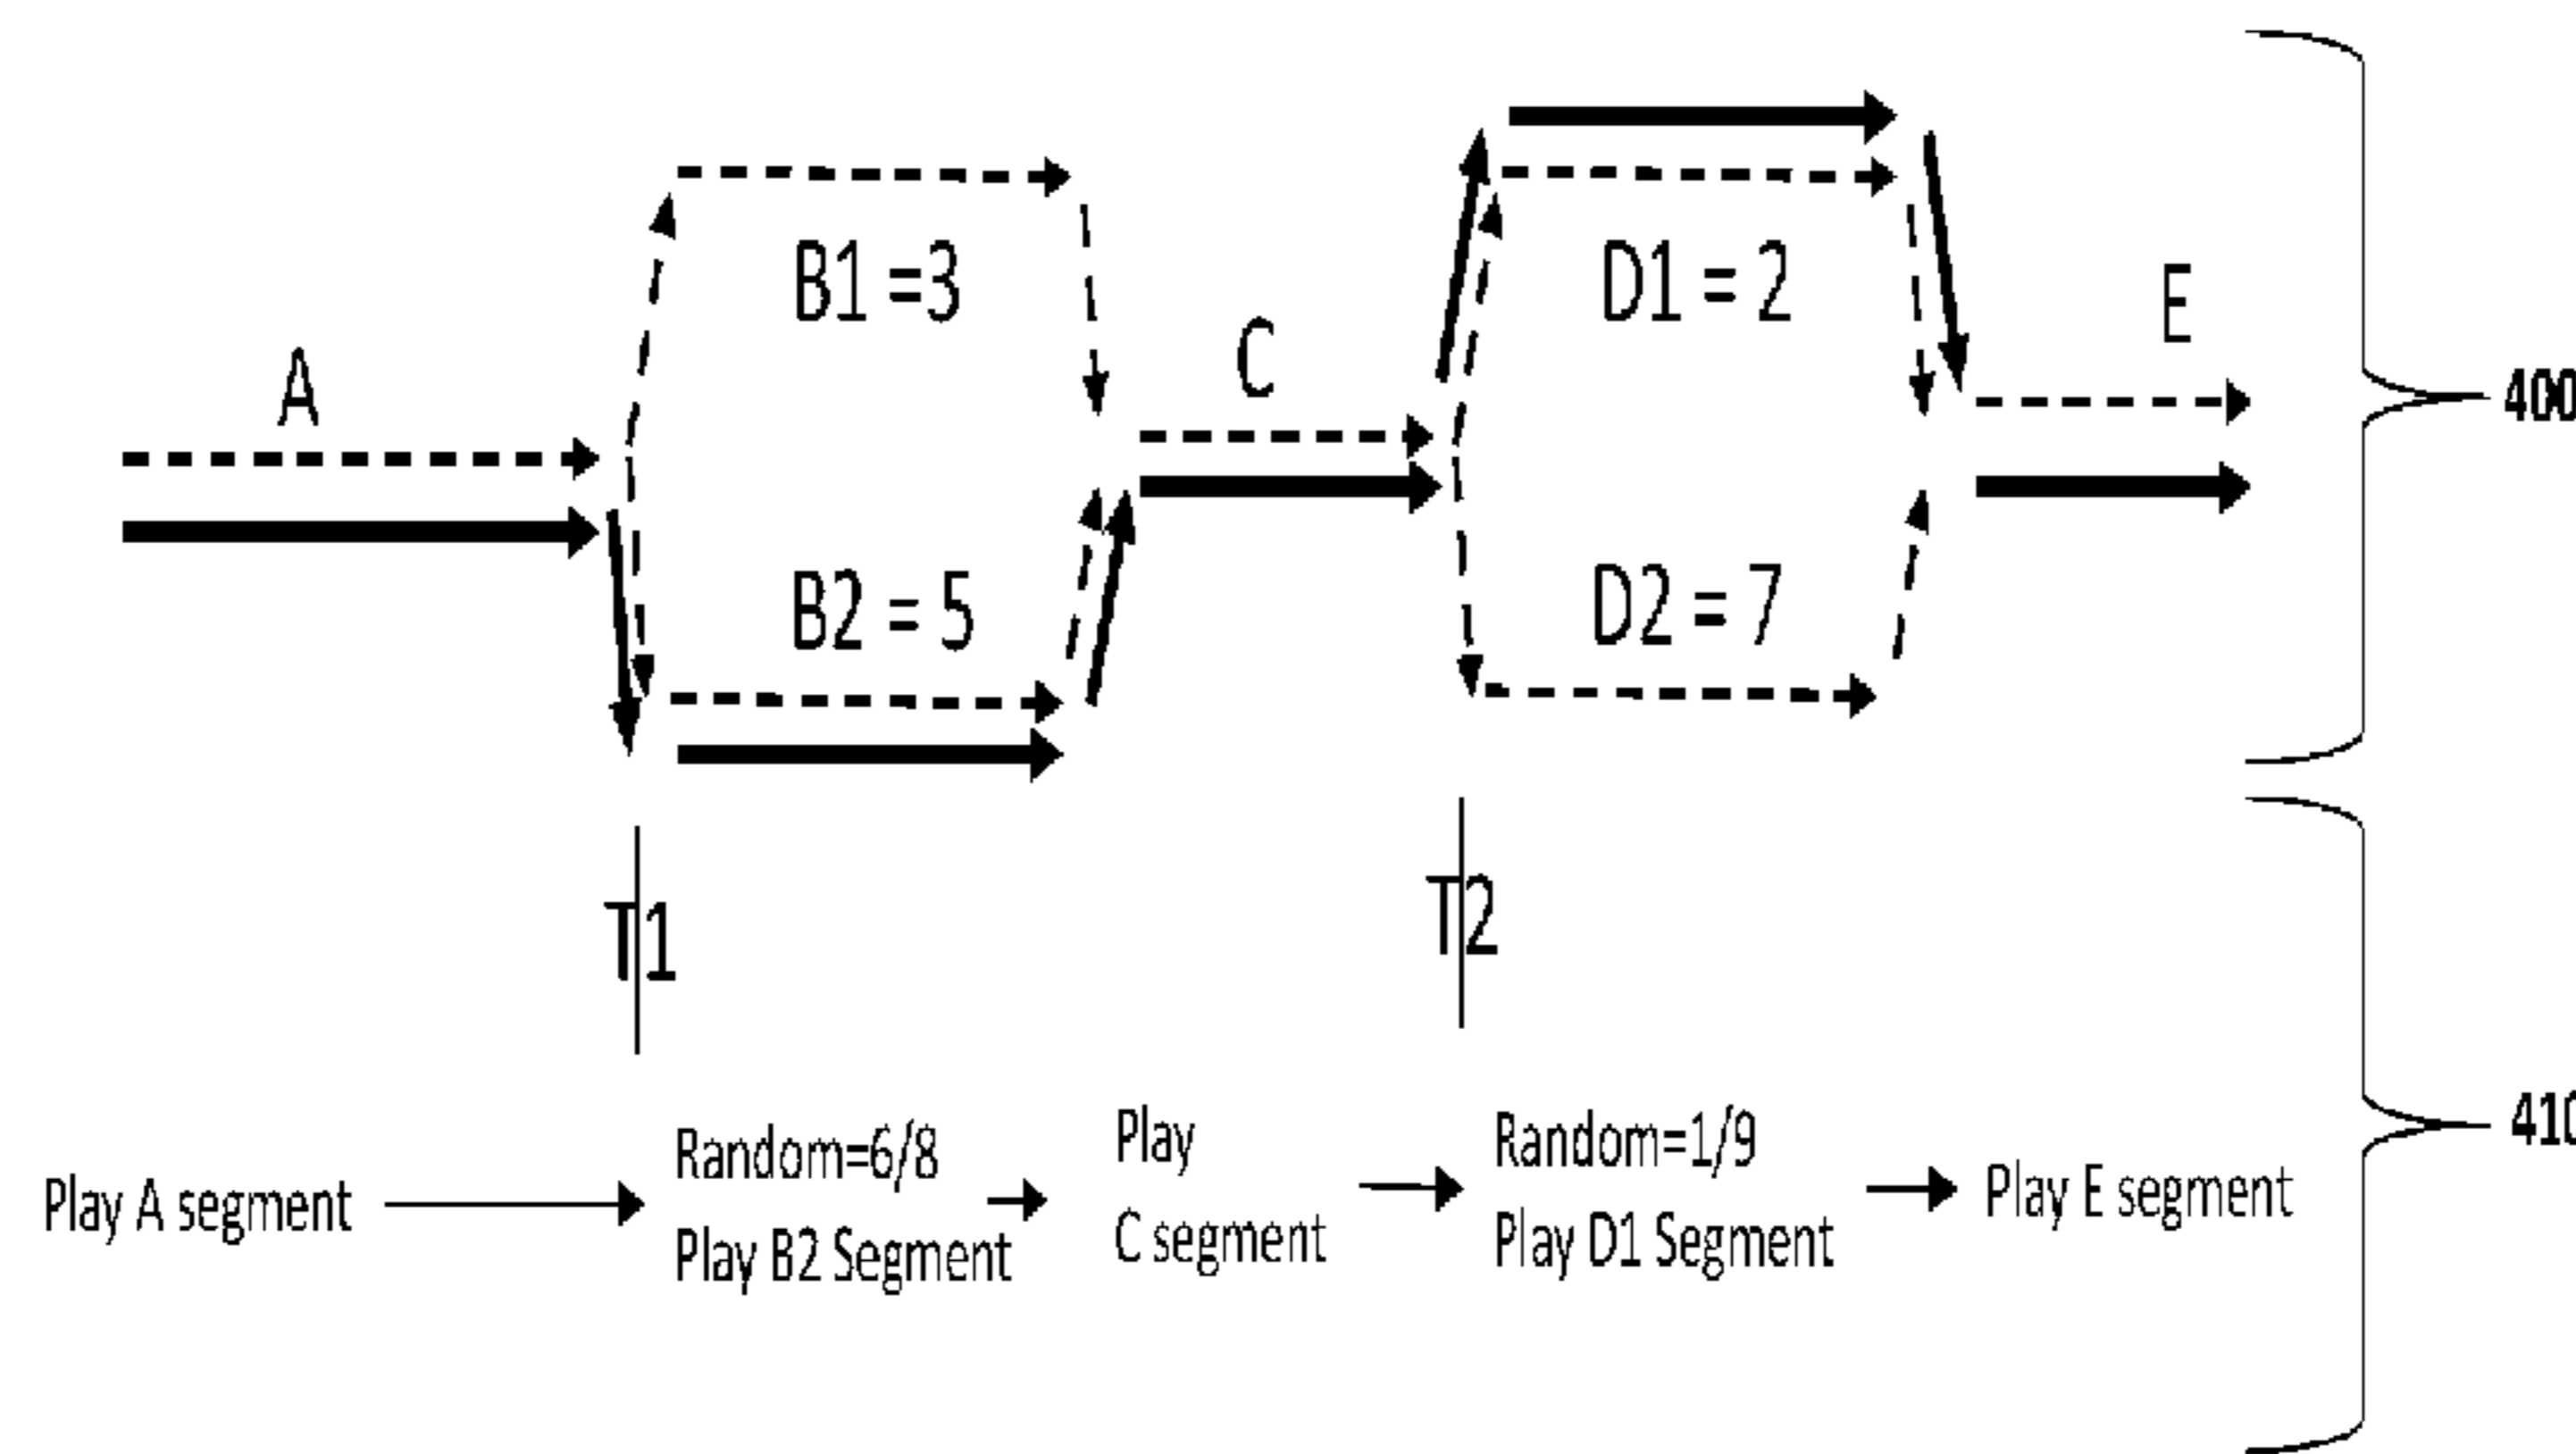 A
B1 =3
B2 = 5
C
D1 = 2
D2 = 7
E
400
T1
T2
410
Play A segment
Random=6/8
Play B2 Segment
Play
C segment
Random=1/9
Play D1 Segment
Play E segment